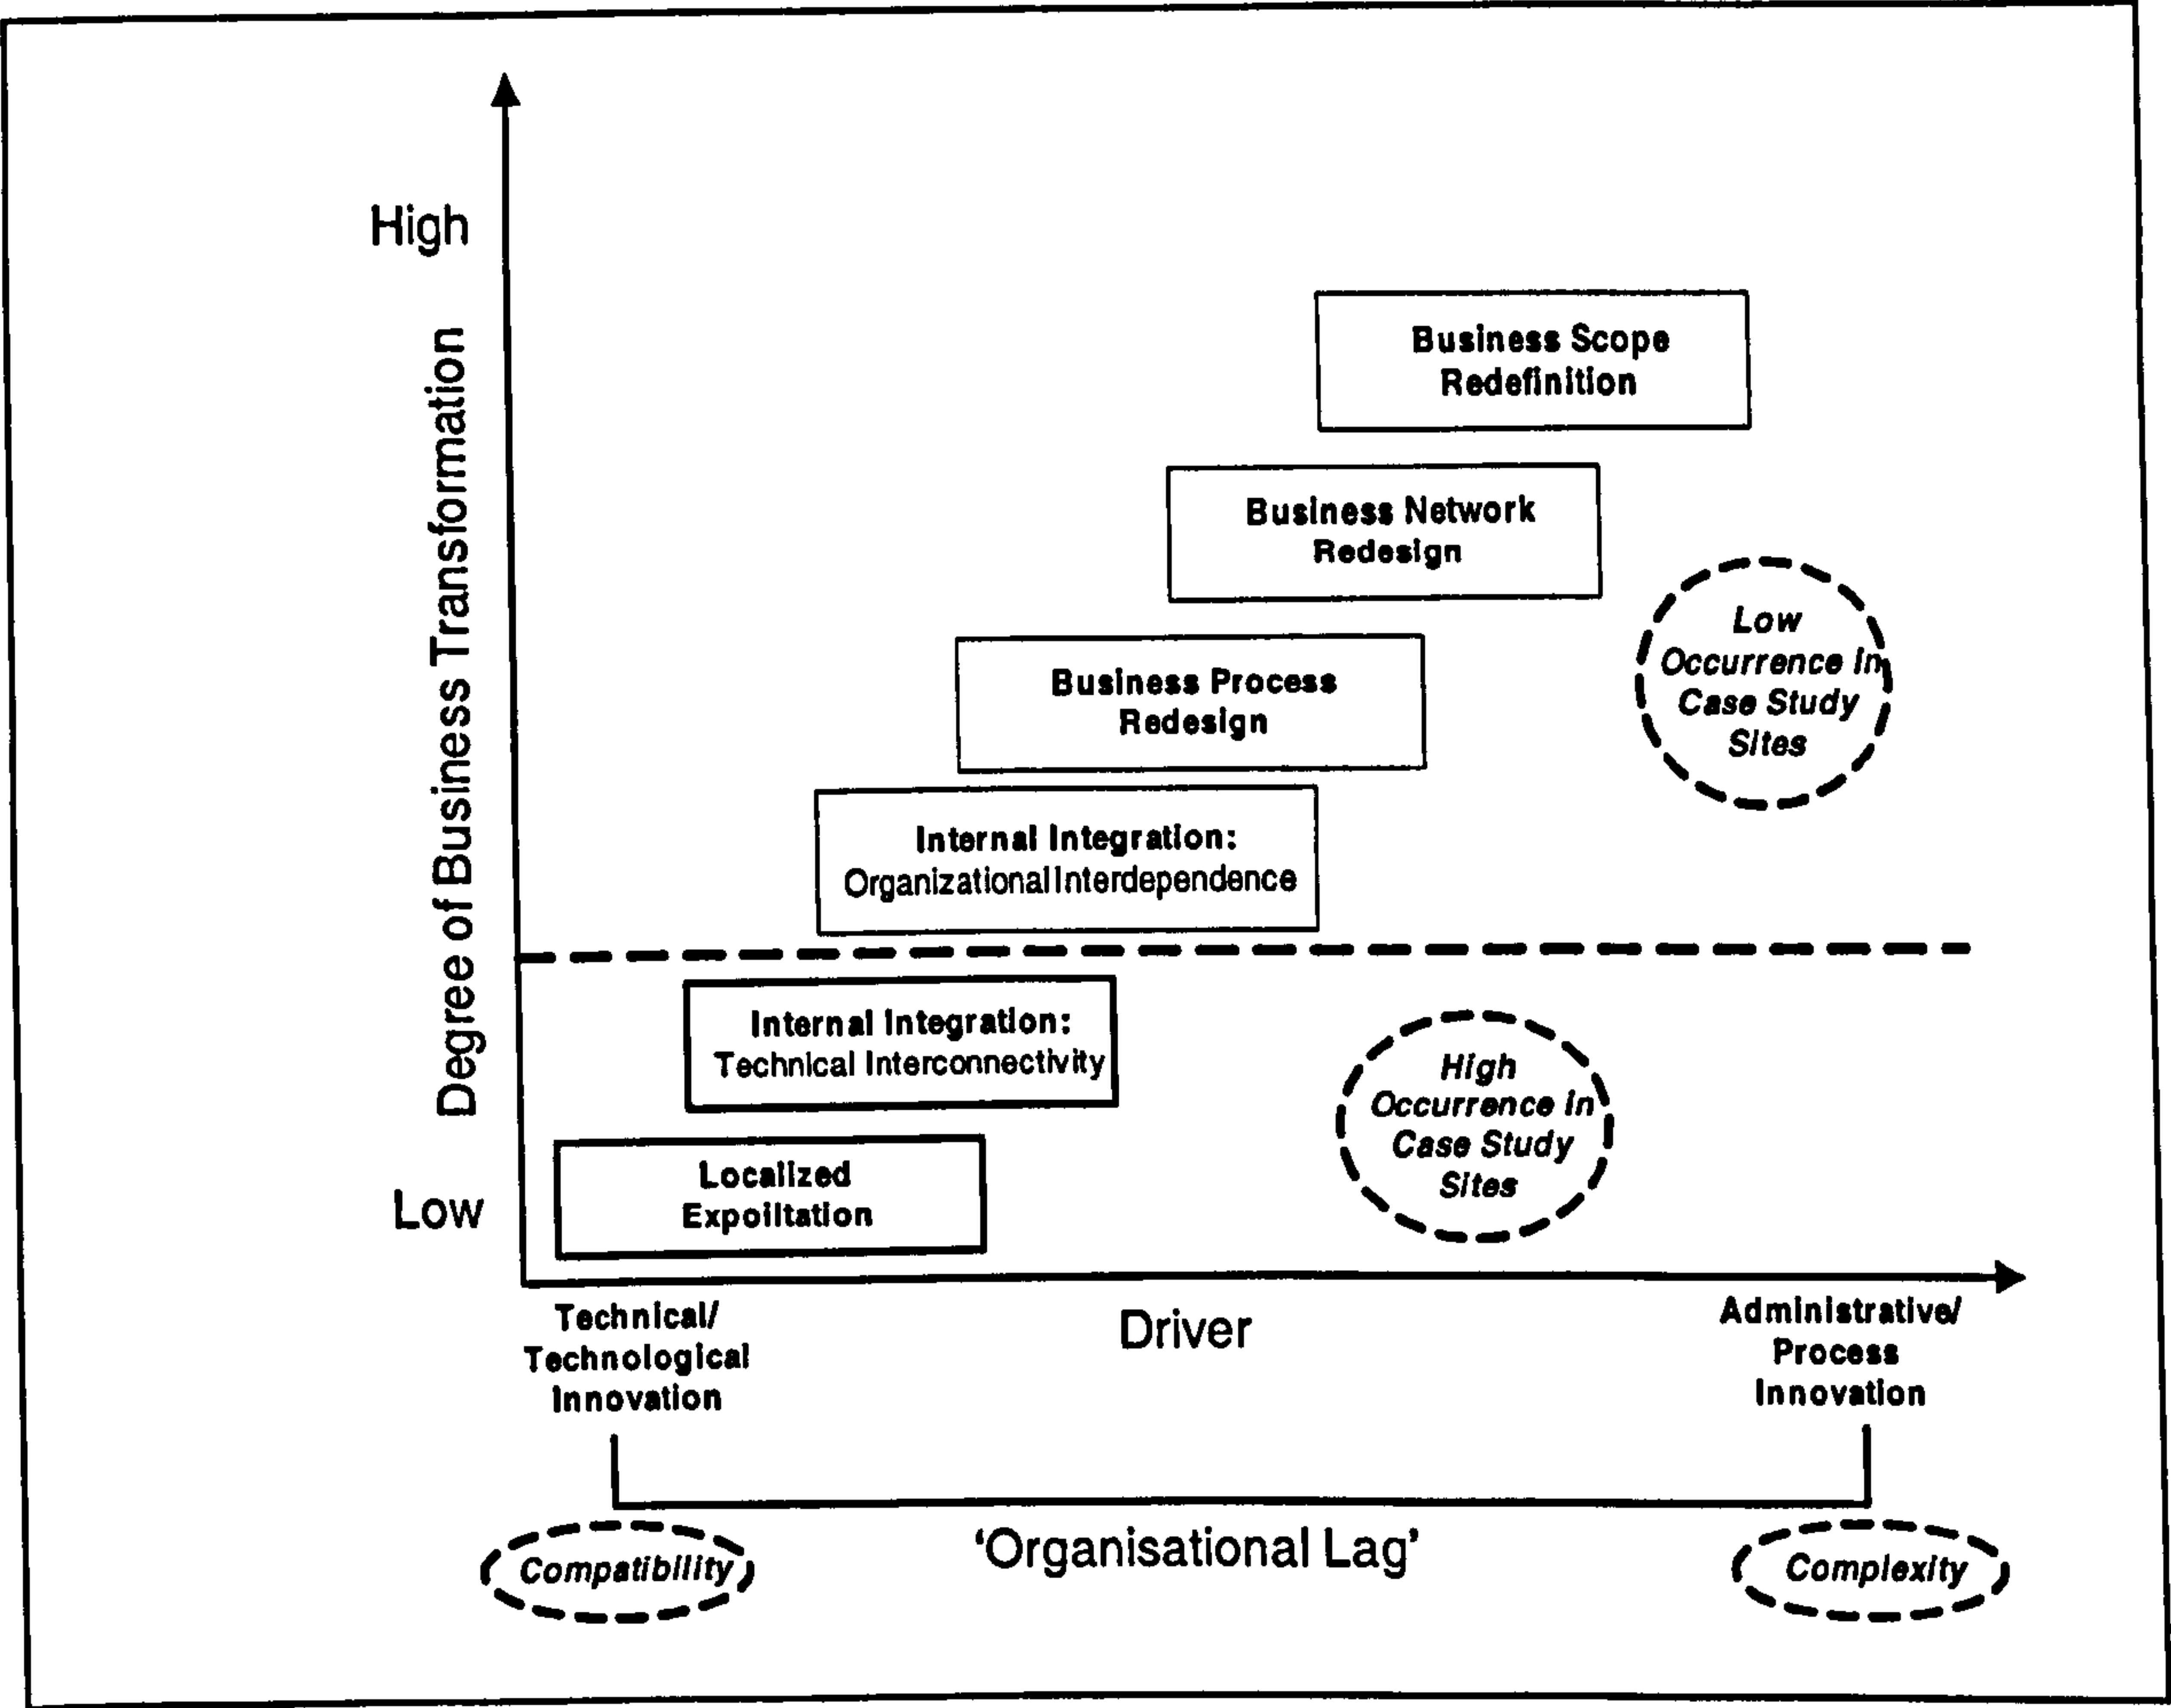 High
Degree of Business Transformation
Low
Business Scope
Redefinition
Business Network
Redesign
Business Process
Redesign
Internal Integration:
Organizational Interdependence
Low
Occurrence in
Case Study
Sites
Internal Integration:
Technical Interconnectivity
Localized
Expoiltation
High
Occurrence in
Case Study
Sites
Technical/
Technological
Innovation
Driver
Administrative/
Process
Innovation
'Organisational Lag'
Compatibility
Complexity